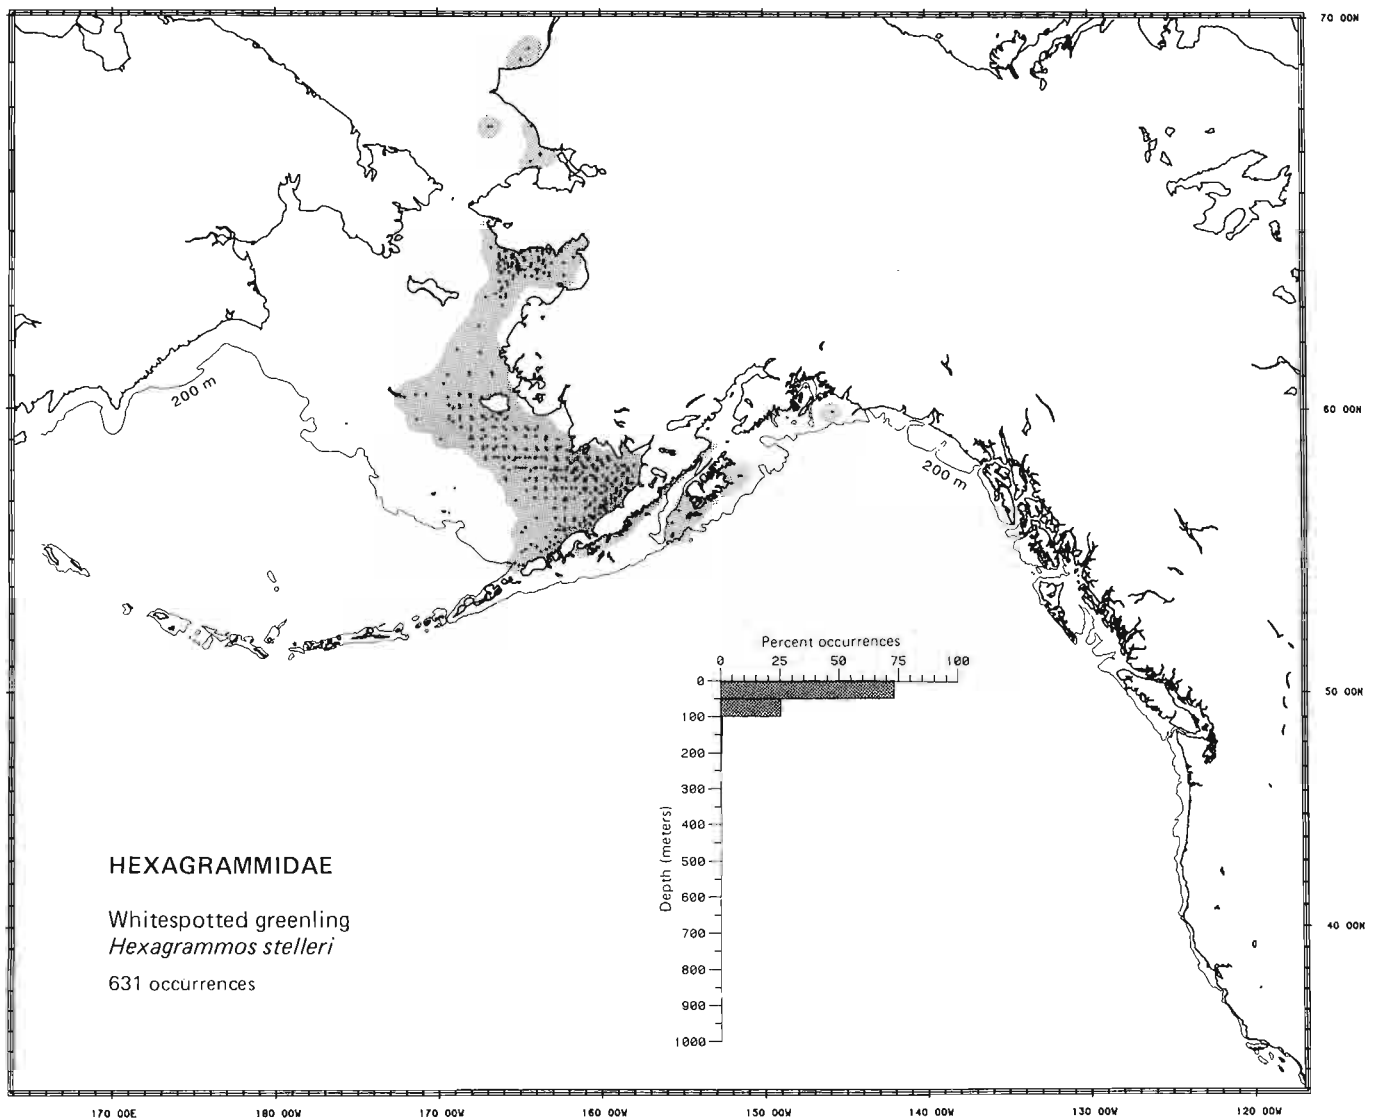 70 00N
200 m
60 00N
200 m
Percent occurrences
0 25 50 75 100
0
50 00N
100
200
300
400
500
600
700
800
900
1000
Depth (meters)
40 00N
HEXAGRAMMIDAE
Whitespotted greenling
Hexagrammos stelleri
631 occurrences
170 00E 180 00W 170 00W 160 00W 150 00W 140 00W 130 00W 120 00W